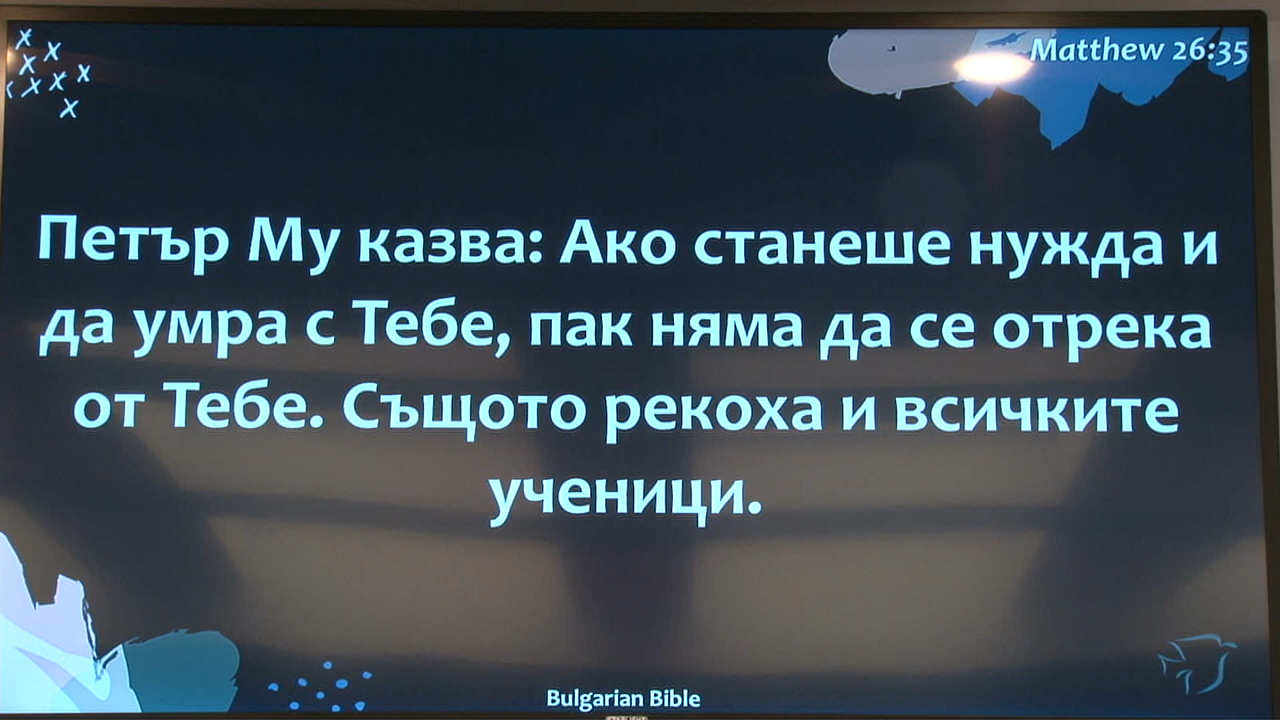 Matthew 26:35
Петър Му казва: Ако станеше нужда и
да умра с Тебе, пак няма да се отрека
от Тебе. Същото рекоха и всичките
ученици.
Bulgarian Bible